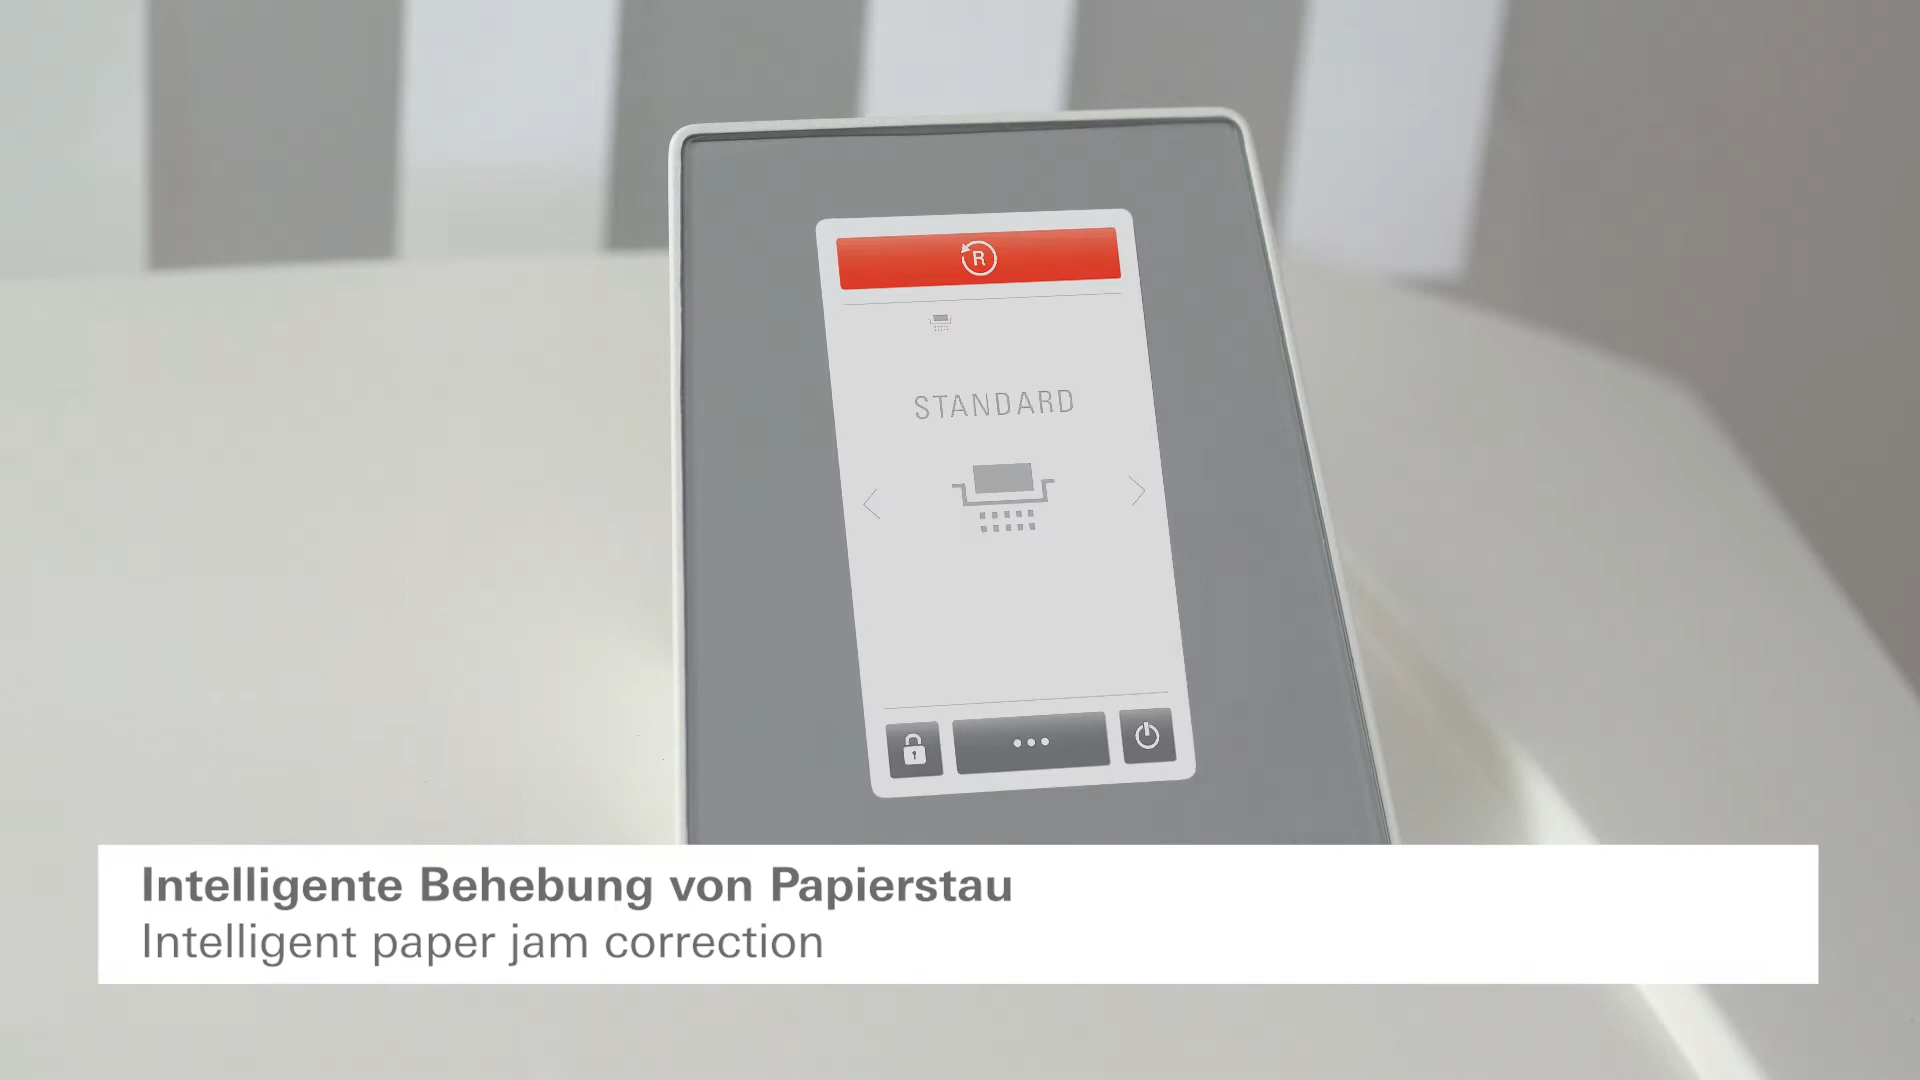 R
STANDARD
Intelligente Behebung von Papierstau
Intelligent paper jam correction